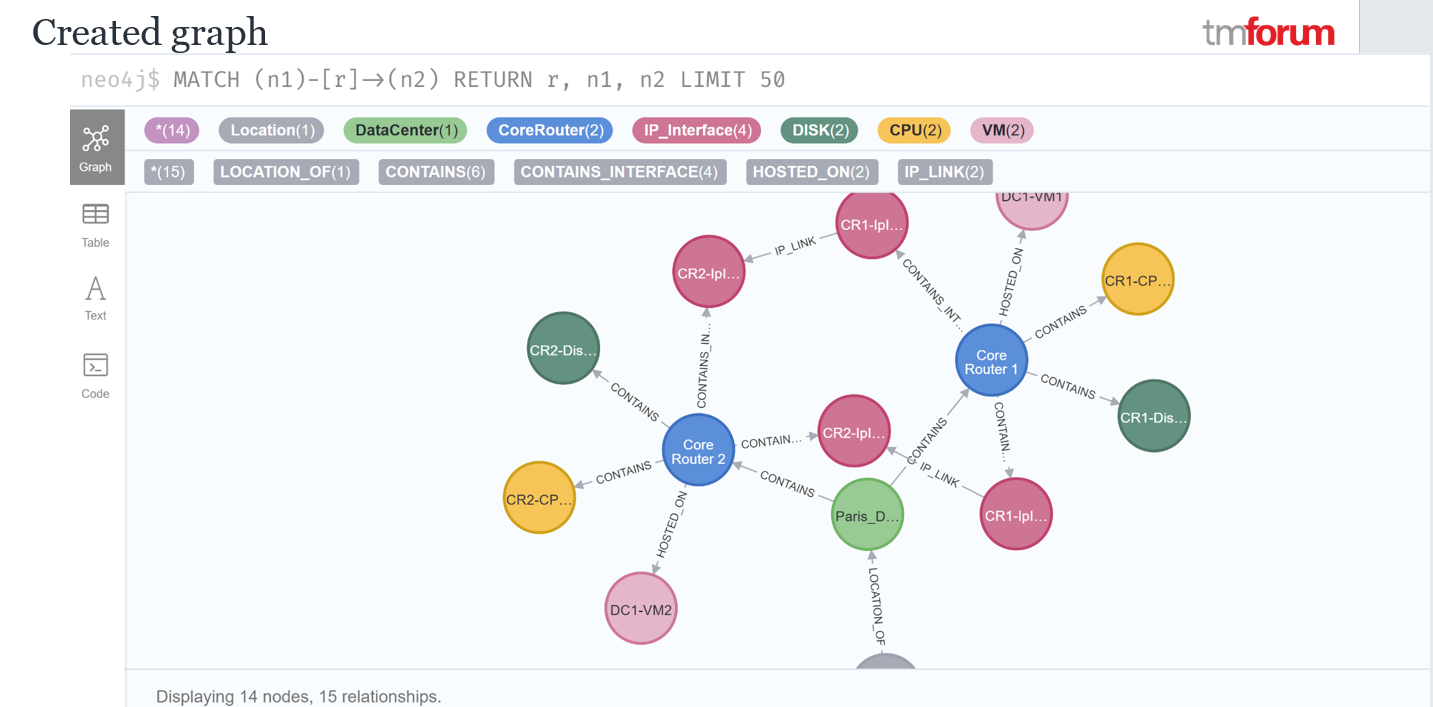 Created graph
tmforum
neo4j$ MATCH (n1)-[r]→(n2) RETURN r, n1, n2 LIMIT 50
*(14) Location(1) DataCenter(1) CoreRouter(2) IP_Interface(4) DISK(2) CPU(2) VM(2)
Graph
*(15) LOCATION_OF(1) CONTAINS(6) CONTAINS_INTERFACE(4) HOSTED_ON(2) IP_LINK(2)
Table
Text
Code
DC1-VM1
CR1-IpI...
IP_LINK
CR2-IpI...
CONTAINS_INT...
HOSTED_ON
CR1-CP...
CONTAINS
CONTAINS_IN...
CR2-Dis...
Core
Router 1
CONTAINS
CONTAINS
CR1-Dis...
CR2-IpI...
CONTAINS
CONTAIN...
CONTAIN...
Core
Router 2
CONTAINS
CONTAINS
IP_LINK
CR2-CP...
Paris_D...
CR1-IpI...
HOSTED_ON
DC1-VM2
LOCATION_OF
Displaying 14 nodes, 15 relationships.